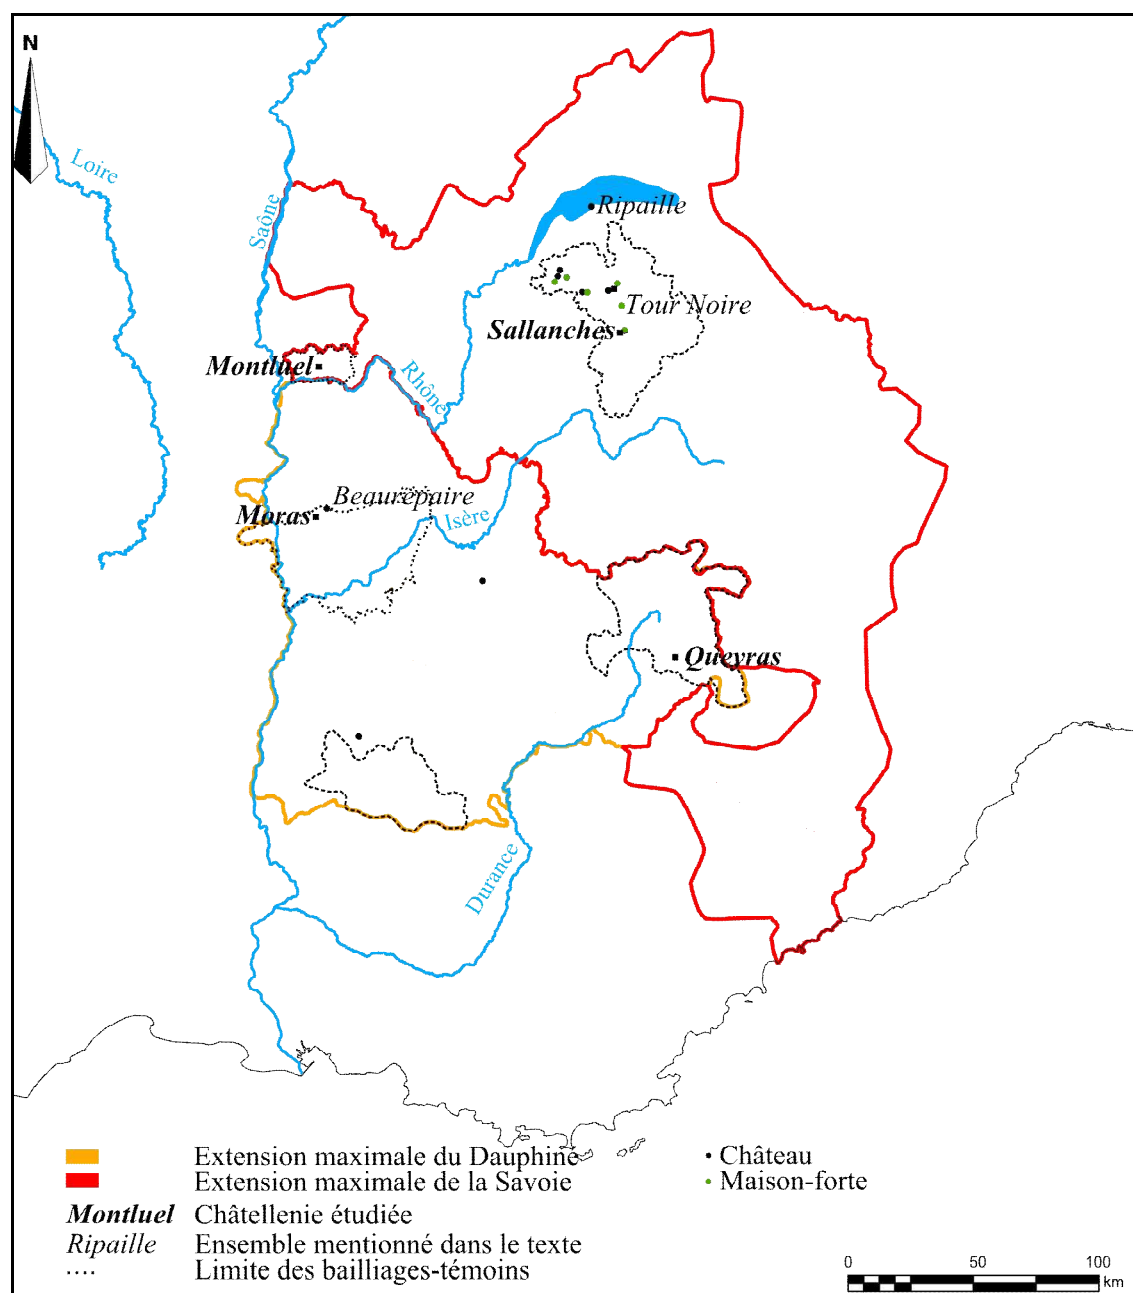 N
Loire
Saône
Ripaille
Tour Noire
Sallanches
Montluel
Rhône
Beaurepaire
Moras
Isère
Queyras
Durance
Extension maximale du Dauphiné
Extension maximale de la Savoie
Montluel Châtellenie étudiée
Ripaille Ensemble mentionné dans le texte
.... Limite des bailliages-témoins
Château
Maison-forte
0 50 100
km